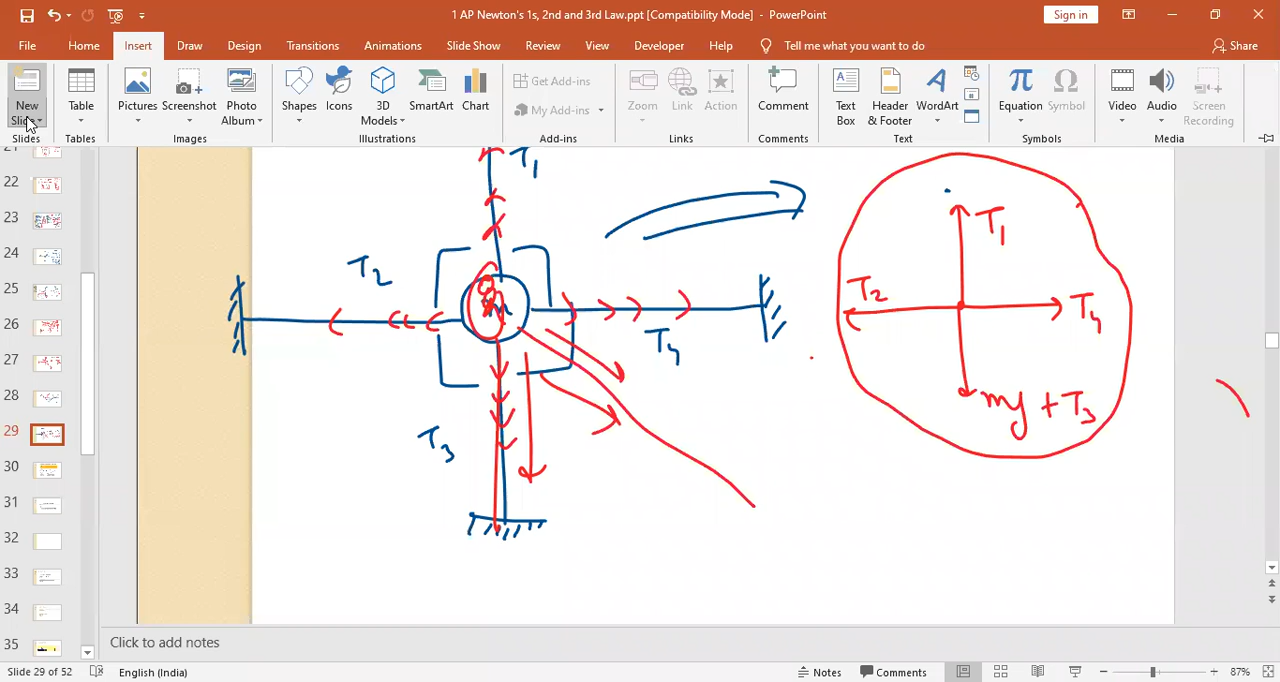 1 AP Newton's 1s, 2nd and 3rd Law.ppt [Compatibility Mode] - PowerPoint
Sign in
File Home Insert Draw Design Transitions Animations Slide Show Review View Developer Help Tell me what you want to do Share
New Slide
Table
Pictures
Screenshot
Photo Album
Shapes
Icons
3D Models
SmartArt
Chart
Get Add-ins
My Add-ins
Zoom
Link
Action
Comment
Text Box
Header & Footer
WordArt
Equation
Symbol
Video
Audio
Screen Recording
Slides Tables Images Illustrations Add-ins Links Comments Text Symbols Media
21
22
23
24
25
26
27
28
29
30
31
32
33
34
35
T1
T2
T4
T3
m
T1
T2
T4
mg + T3
Click to add notes
Slide 29 of 52 English (India) Notes Comments 87%